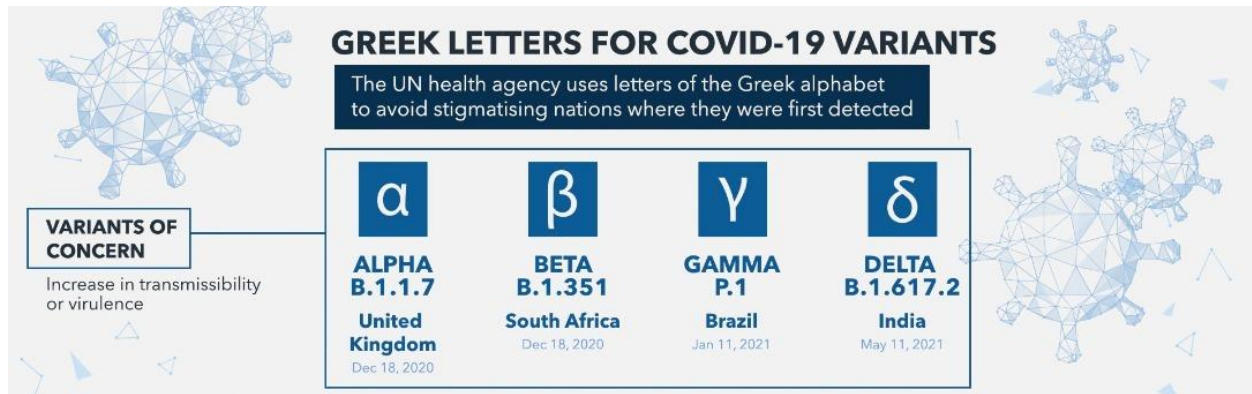 GREEK LETTERS FOR COVID-19 VARIANTS
The UN health agency uses letters of the Greek alphabet
to avoid stigmatising nations where they were first detected
VARIANTS OF
CONCERN
Increase in transmissibility
or virulence
α
ALPHA
B.1.1.7
United
Kingdom
Dec 18, 2020
β
BETA
B.1.351
South Africa
Dec 18, 2020
γ
GAMMA
P.1
Brazil
Jan 11, 2021
δ
DELTA
B.1.617.2
India
May 11, 2021